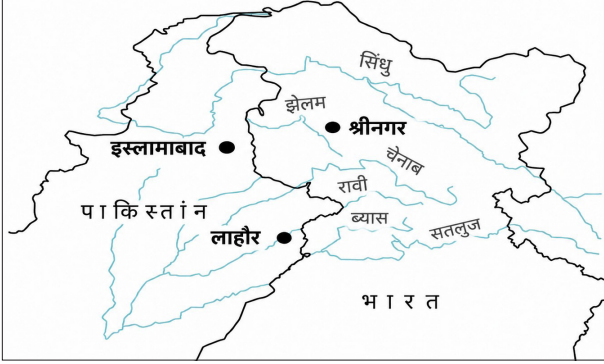 सिंधु
झेलम
श्रीनगर
इस्लामाबाद
चेनाब
रावी
पाकिस्तांन
ब्यास
सतलुज
लाहौर
भारत